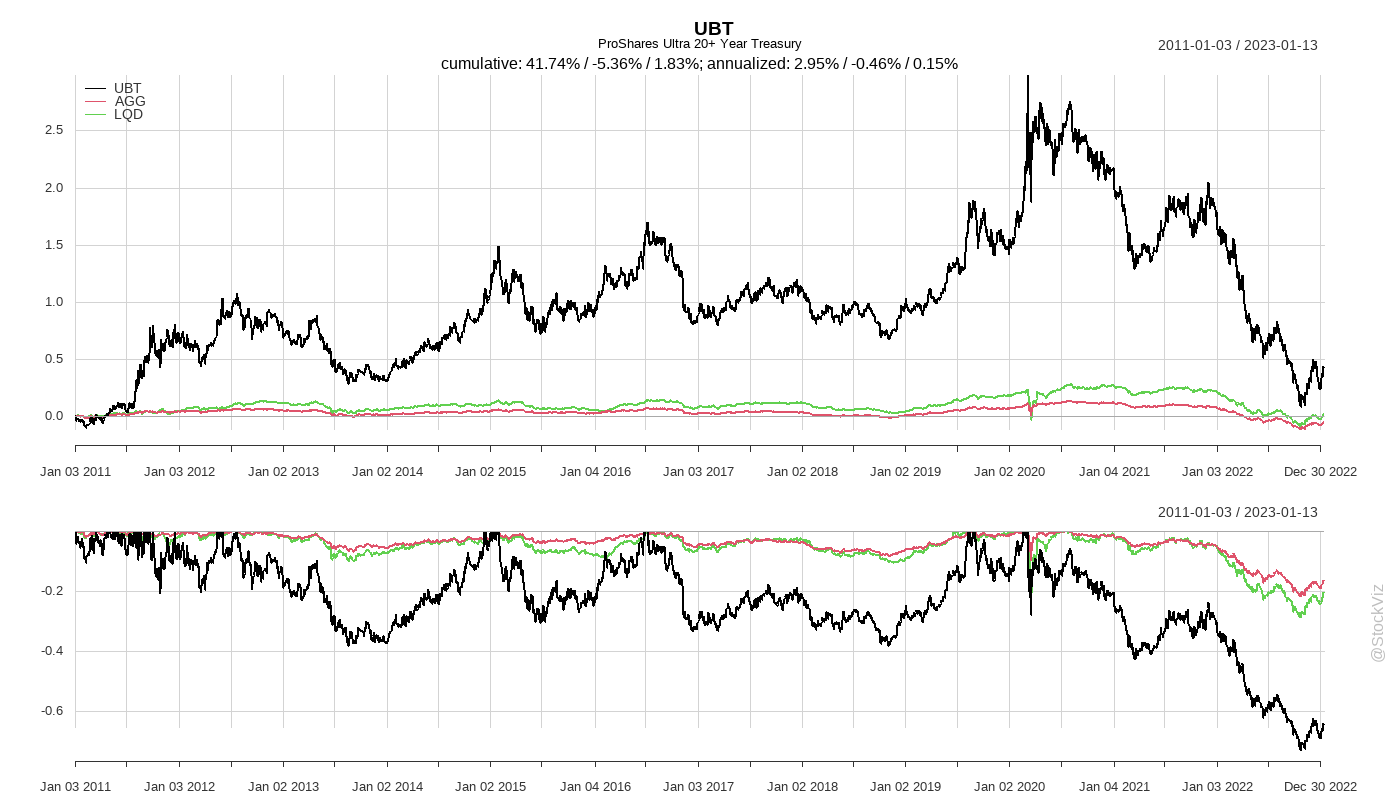 UBT
ProShares Ultra 20+ Year Treasury
2011-01-03 / 2023-01-13
cumulative: 41.74% / -5.36% / 1.83%; annualized: 2.95% / -0.46% / 0.15%
UBT
AGG
LQD
2.5
2.0
1.5
1.0
0.5
0.0
Jan 03 2011 Jan 03 2012 Jan 02 2013 Jan 02 2014 Jan 02 2015 Jan 04 2016 Jan 03 2017 Jan 02 2018 Jan 02 2019 Jan 02 2020 Jan 04 2021 Jan 03 2022 Dec 30 2022
2011-01-03 / 2023-01-13
-0.2
-0.4
-0.6
Jan 03 2011 Jan 03 2012 Jan 02 2013 Jan 02 2014 Jan 02 2015 Jan 04 2016 Jan 03 2017 Jan 02 2018 Jan 02 2019 Jan 02 2020 Jan 04 2021 Jan 03 2022 Dec 30 2022
@StockViz